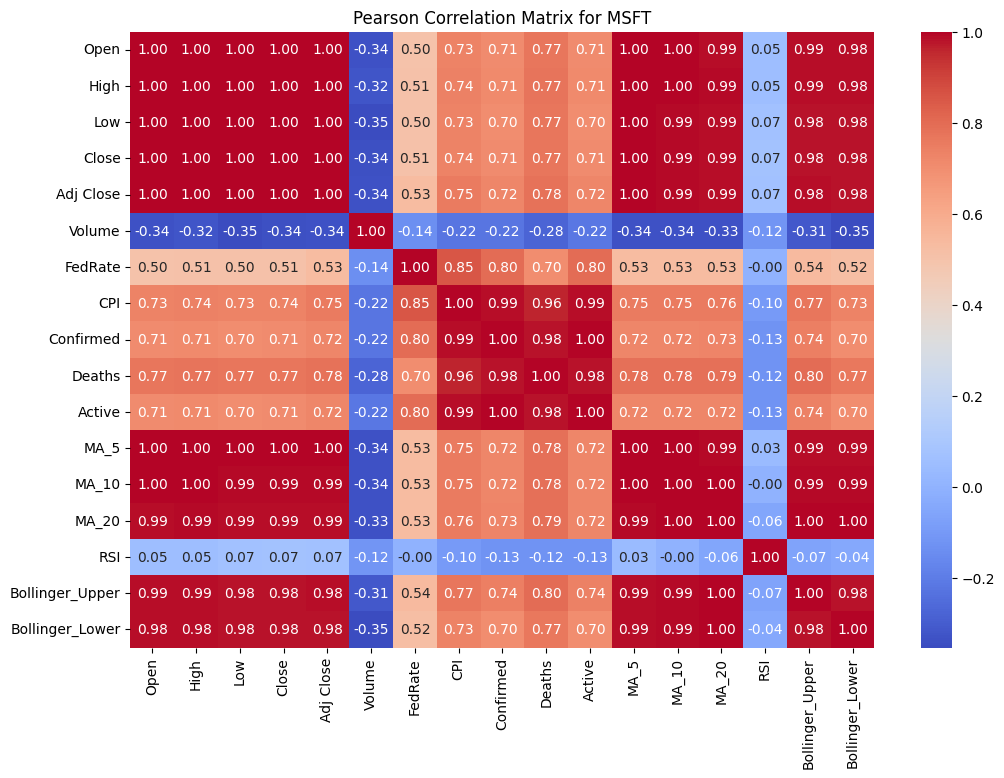 Pearson Correlation Matrix for MSFT
Open 1.00 1.00 1.00 1.00 1.00 -0.34 0.50 0.73 0.71 0.77 0.71 1.00 1.00 0.99 0.05 0.99 0.98
High 1.00 1.00 1.00 1.00 1.00 -0.32 0.51 0.74 0.71 0.77 0.71 1.00 1.00 0.99 0.05 0.99 0.98
Low 1.00 1.00 1.00 1.00 1.00 -0.35 0.50 0.73 0.70 0.77 0.70 1.00 0.99 0.99 0.07 0.98 0.98
Close 1.00 1.00 1.00 1.00 1.00 -0.34 0.51 0.74 0.71 0.77 0.71 1.00 0.99 0.99 0.07 0.98 0.98
Adj Close 1.00 1.00 1.00 1.00 1.00 -0.34 0.53 0.75 0.72 0.78 0.72 1.00 0.99 0.99 0.07 0.98 0.98
Volume -0.34 -0.32 -0.35 -0.34 -0.34 1.00 -0.14 -0.22 -0.22 -0.28 -0.22 -0.34 -0.34 -0.33 -0.12 -0.31 -0.35
FedRate 0.50 0.51 0.50 0.51 0.53 -0.14 1.00 0.85 0.80 0.70 0.80 0.53 0.53 0.53 -0.00 0.54 0.52
CPI 0.73 0.74 0.73 0.74 0.75 -0.22 0.85 1.00 0.99 0.96 0.99 0.75 0.75 0.76 -0.10 0.77 0.73
Confirmed 0.71 0.71 0.70 0.71 0.72 -0.22 0.80 0.99 1.00 0.98 1.00 0.72 0.72 0.73 -0.13 0.74 0.70
Deaths 0.77 0.77 0.77 0.77 0.78 -0.28 0.70 0.96 0.98 1.00 0.98 0.78 0.78 0.79 -0.12 0.80 0.77
Active 0.71 0.71 0.70 0.71 0.72 -0.22 0.80 0.99 1.00 0.98 1.00 0.72 0.72 0.72 -0.13 0.74 0.70
MA_5 1.00 1.00 1.00 1.00 1.00 -0.34 0.53 0.75 0.72 0.78 0.72 1.00 1.00 0.99 0.03 0.99 0.99
MA_10 1.00 1.00 0.99 0.99 0.99 -0.34 0.53 0.75 0.72 0.78 0.72 1.00 1.00 1.00 -0.00 0.99 0.99
MA_20 0.99 0.99 0.99 0.99 0.99 -0.33 0.53 0.76 0.73 0.79 0.72 0.99 1.00 1.00 -0.06 1.00 1.00
RSI 0.05 0.05 0.07 0.07 0.07 -0.12 -0.00 -0.10 -0.13 -0.12 -0.13 0.03 -0.00 -0.06 1.00 -0.07 -0.04
Bollinger_Upper 0.99 0.99 0.98 0.98 0.98 -0.31 0.54 0.77 0.74 0.80 0.74 0.99 0.99 1.00 -0.07 1.00 0.98
Bollinger_Lower 0.98 0.98 0.98 0.98 0.98 -0.35 0.52 0.73 0.70 0.77 0.70 0.99 0.99 1.00 -0.04 0.98 1.00
Open High Low Close Adj Close Volume FedRate CPI Confirmed Deaths Active MA_5 MA_10 MA_20 RSI Bollinger_Upper Bollinger_Lower
1.0
0.8
0.6
0.4
0.2
0.0
−0.2